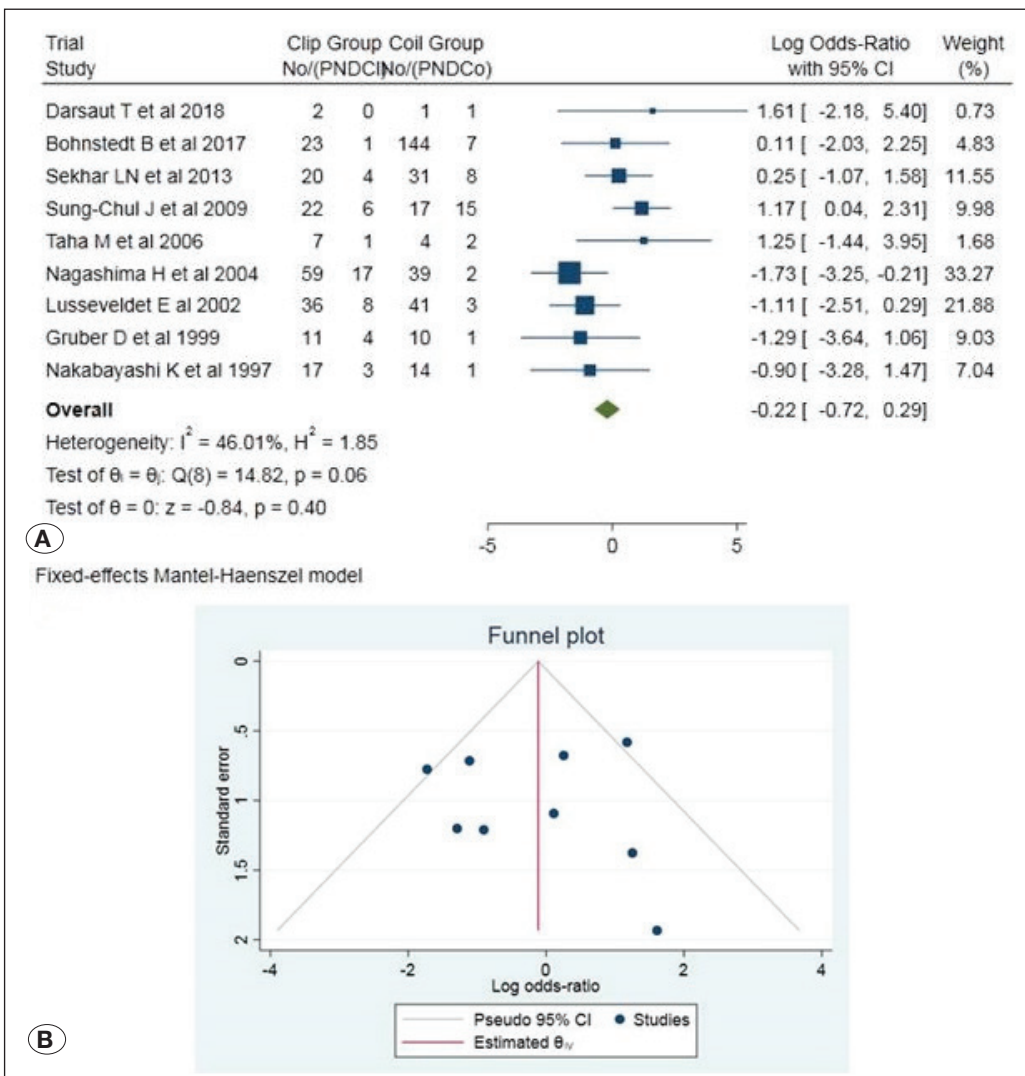 Trial Clip Group Coil Group Log Odds-Ratio Weight
Study No/(PNDCl) No/(PNDCo) with 95% CI (%)
Darsaut T et al 2018 2 0 1 1 1.61 [ -2.18, 5.40] 0.73
Bohnstedt B et al 2017 23 1 144 7 0.11 [ -2.03, 2.25] 4.83
Sekhar LN et al 2013 20 4 31 8 0.25 [ -1.07, 1.58] 11.55
Sung-Chul J et al 2009 22 6 17 15 1.17 [ 0.04, 2.31] 9.98
Taha M et al 2006 7 1 4 2 1.25 [ -1.44, 3.95] 1.68
Nagashima H et al 2004 59 17 39 2 -1.73 [ -3.25, -0.21] 33.27
Lusseveldet E al 2002 36 8 41 3 -1.11 [ -2.51, 0.29] 21.88
Gruber D et al 1999 11 4 10 1 -1.29 [ -3.64, 1.06] 9.03
Nakabayashi K et al 1997 17 3 14 1 -0.90 [ -3.28, 1.47] 7.04
Overall -0.22 [ -0.72, 0.29]
Heterogeneity: I² = 46.01%, H² = 1.85
Test of θᵢ = θⱼ: Q(8) = 14.82, p = 0.06
Test of θ = 0: z = -0.84, p = 0.40
A
-5 0 5
Fixed-effects Mantel-Haenszel model
Funnel plot
Standard error
0
.5
1
1.5
2
-4 -2 0 2 4
Log odds-ratio
Pseudo 95% CI Studies
Estimated θIV
B